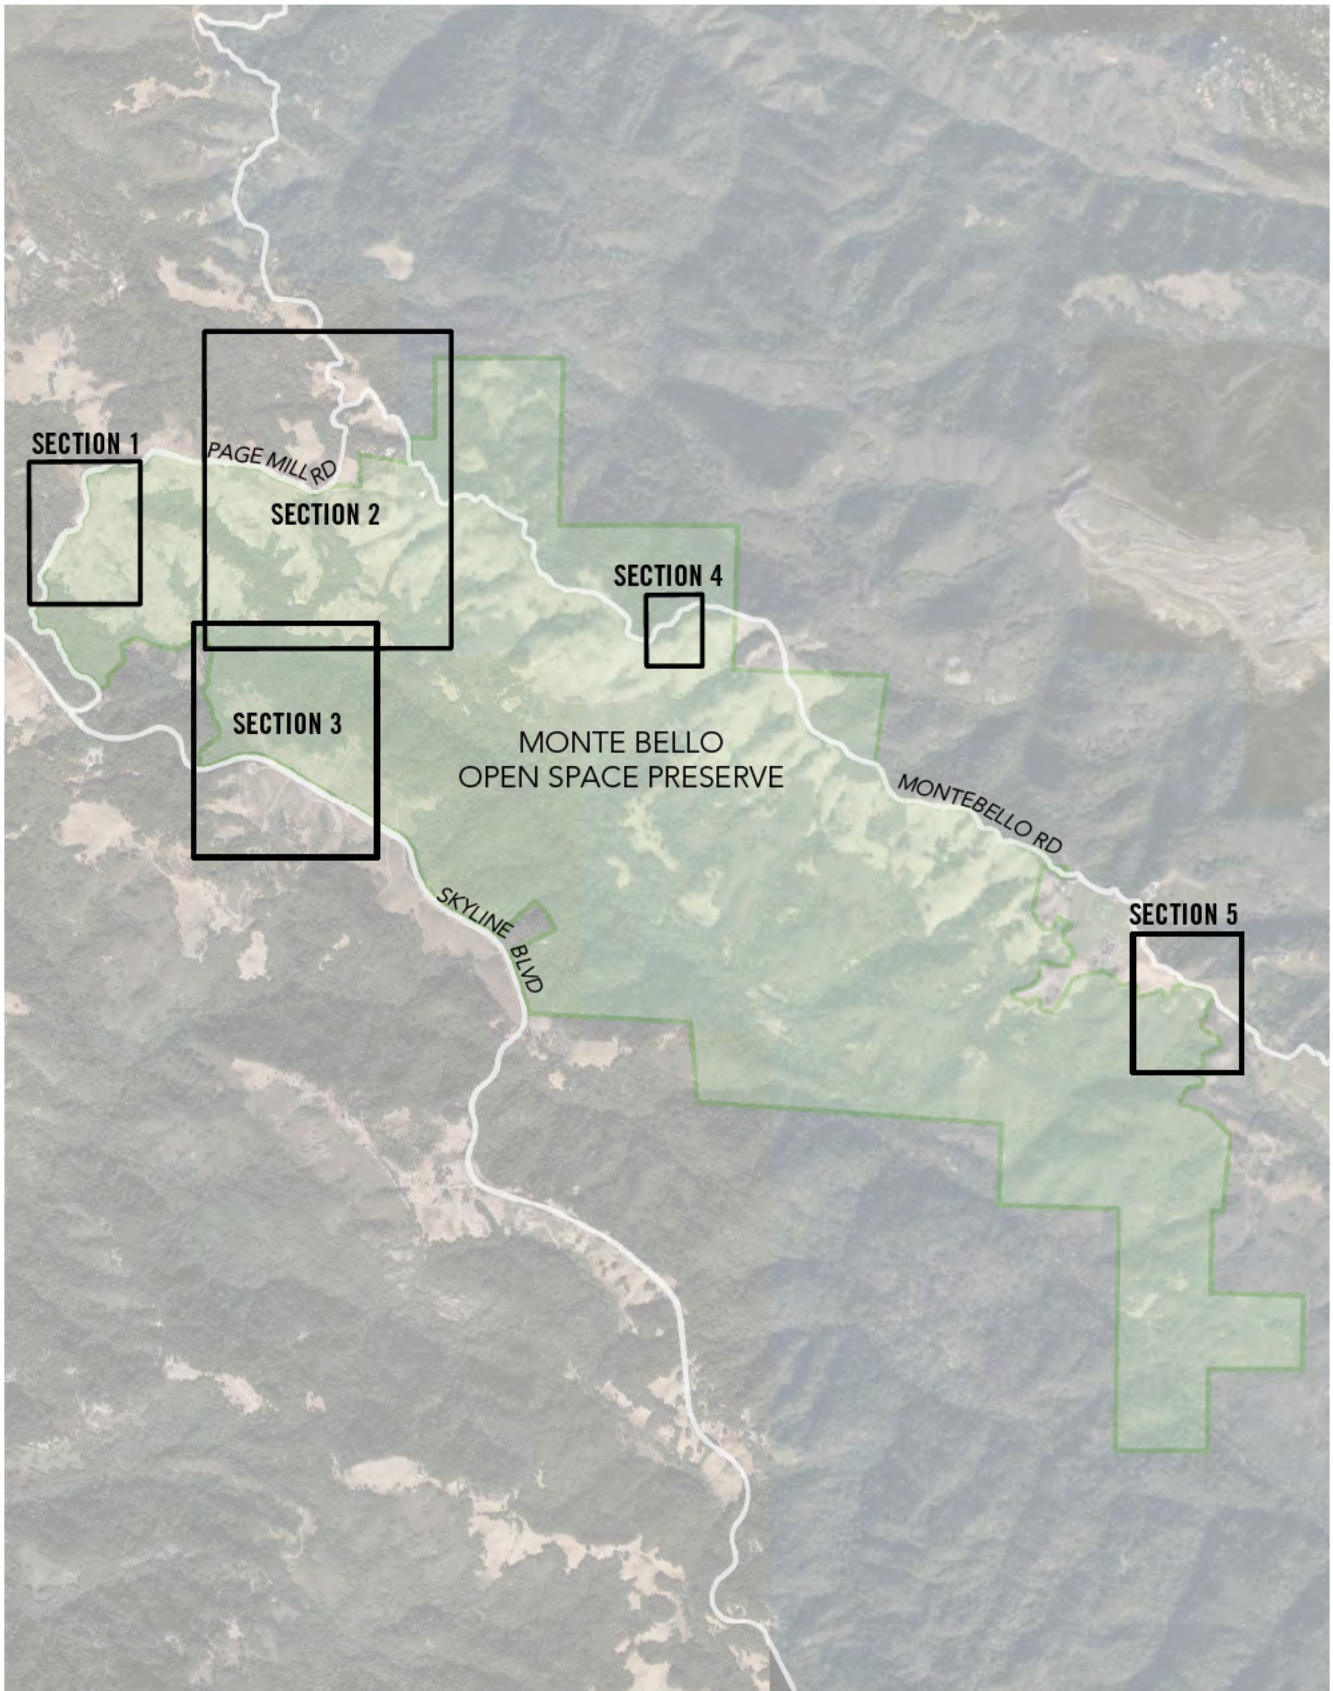 SECTION 1
PAGE MILL RD
SECTION 2
SECTION 4
SECTION 3
MONTE BELLO
OPEN SPACE PRESERVE
MONTEBELLO RD
SKYLINE BLVD
SECTION 5